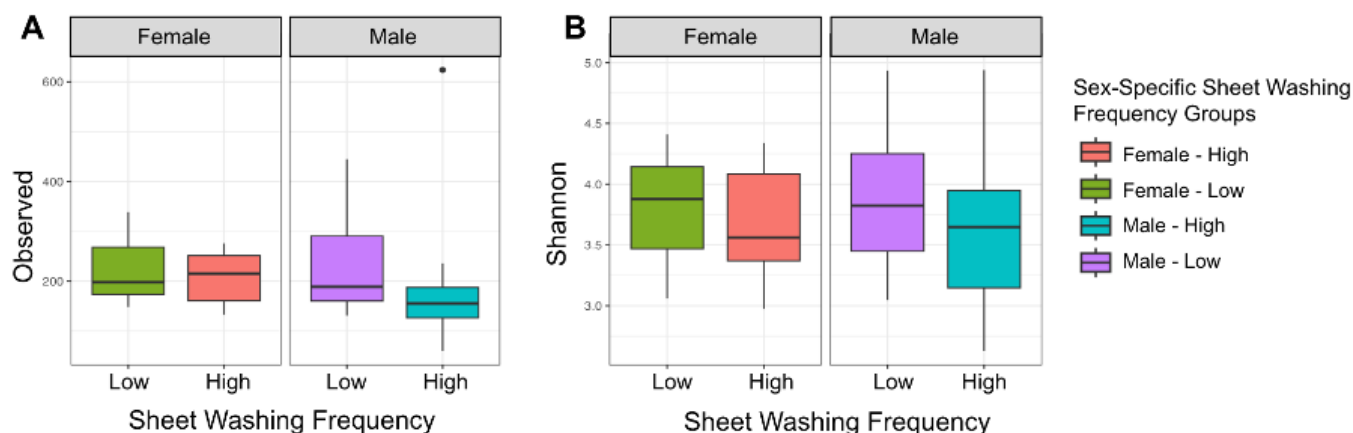 A
Female
Male
Observed
600
400
200
Low
High
Low
High
Sheet Washing Frequency
B
Female
Male
Shannon
5.0
4.5
4.0
3.5
3.0
Low
High
Low
High
Sheet Washing Frequency
Sex-Specific Sheet Washing
Frequency Groups
Female - High
Female - Low
Male - High
Male - Low